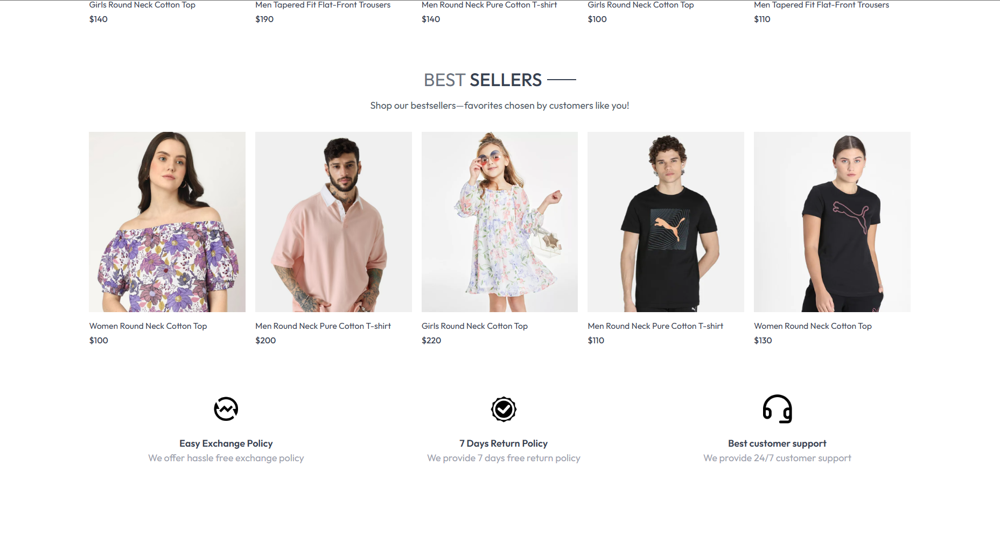 Girls Round Neck Cotton Top
Men Tapered Fit Flat-Front Trousers
Men Round Neck Pure Cotton T-shirt
Girls Round Neck Cotton Top
Men Tapered Fit Flat-Front Trousers
$140
$190
$140
$100
$110
BEST SELLERS
Shop our bestsellers—favorites chosen by customers like you!
Women Round Neck Cotton Top
Men Round Neck Pure Cotton T-shirt
Girls Round Neck Cotton Top
Men Round Neck Pure Cotton T-shirt
Women Round Neck Cotton Top
$100
$200
$220
$110
$130
Easy Exchange Policy
7 Days Return Policy
Best customer support
We offer hassle free exchange policy
We provide 7 days free return policy
We provide 24/7 customer support